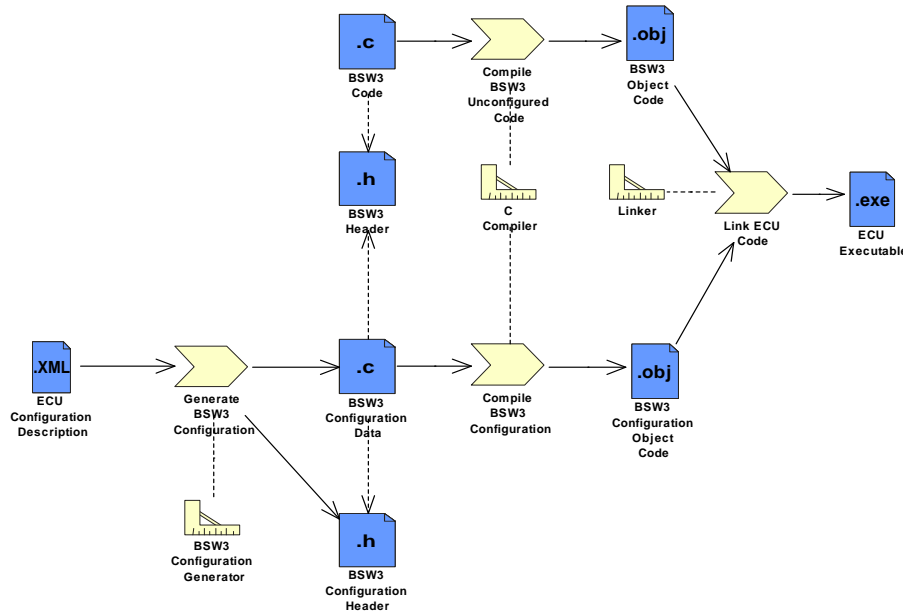 .c
BSW3
Code
Compile
BSW3
Unconfigured
Code
.obj
BSW3
Object
Code
.h
BSW3
Header
C
Compiler
Linker
Link ECU
Code
.exe
ECU
Executable
.XML
ECU
Configuration
Description
Generate
BSW3
Configuration
.c
BSW3
Configuration
Data
Compile
BSW3
Configuration
.obj
BSW3
Configuration
Object
Code
BSW3
Configuration
Generator
.h
BSW3
Configuration
Header